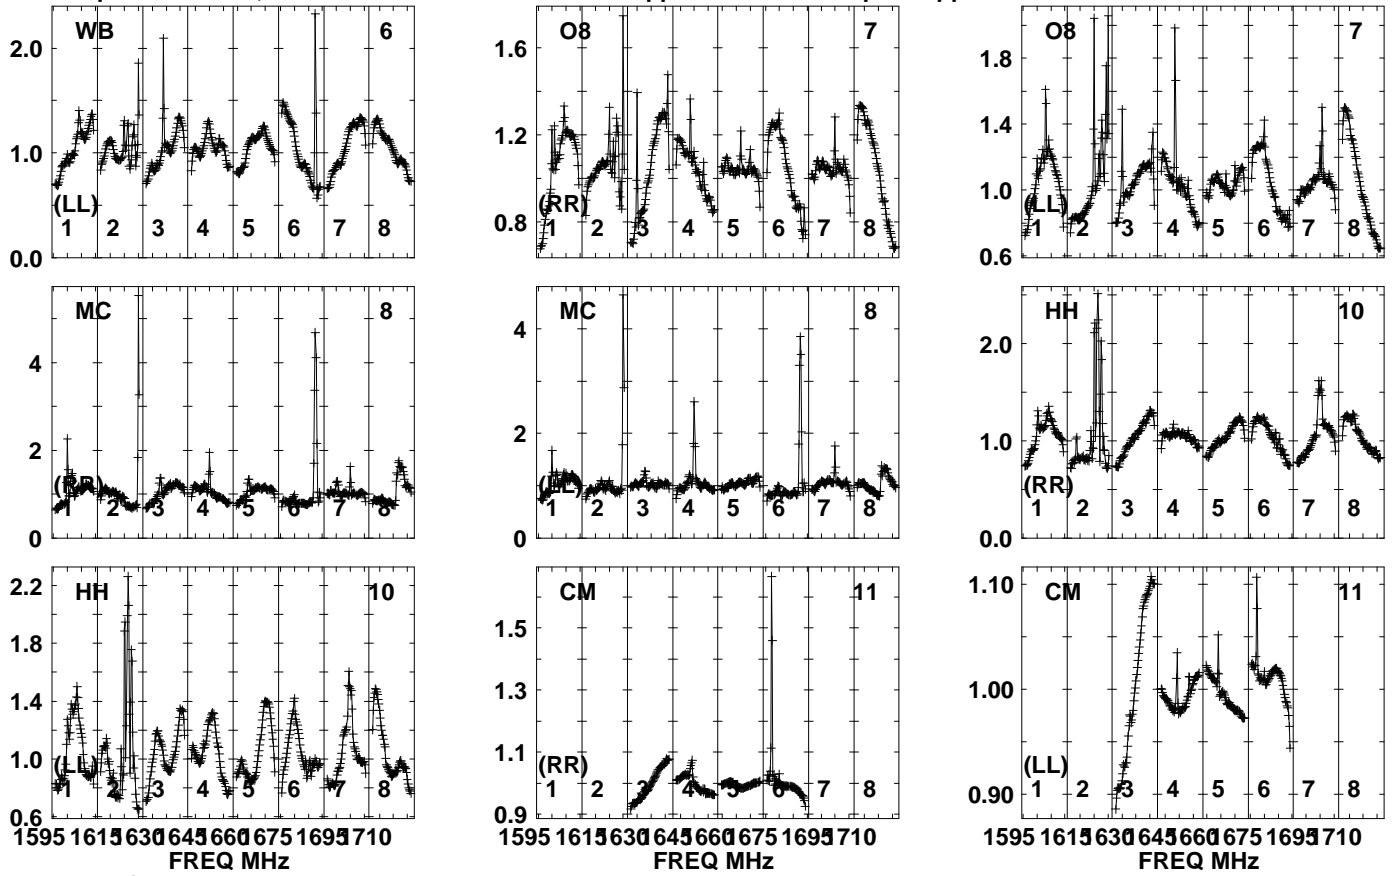 WB 6
2.0
1.0
0.0
(LL)
1 2 3 4 5 6 7 8
O8 7
1.6
1.2
0.8
(RR)
1 2 3 4 5 6 7 8
O8 7
1.8
1.4
1.0
0.6
(LL)
1 2 3 4 5 6 7 8
MC 8
4
2
0
(RR)
1 2 3 4 5 6 7 8
MC 8
4
2
0
(LL)
1 2 3 4 5 6 7 8
HH 10
2.0
1.0
0.0
(RR)
1 2 3 4 5 6 7 8
HH 10
2.2
1.8
1.4
1.0
0.6
(LL)
1 2 3 4 5 6 7 8
1595 1615 1630 1645 1660 1675 1695 1710
FREQ MHz
CM 11
1.5
1.3
1.1
0.9
(RR)
1 2 3 4 5 6 7 8
1595 1615 1630 1645 1660 1675 1695 1710
FREQ MHz
CM 11
1.10
1.00
0.90
(LL)
1 2 3 4 5 6 7 8
1595 1615 1630 1645 1660 1675 1695 1710
FREQ MHz